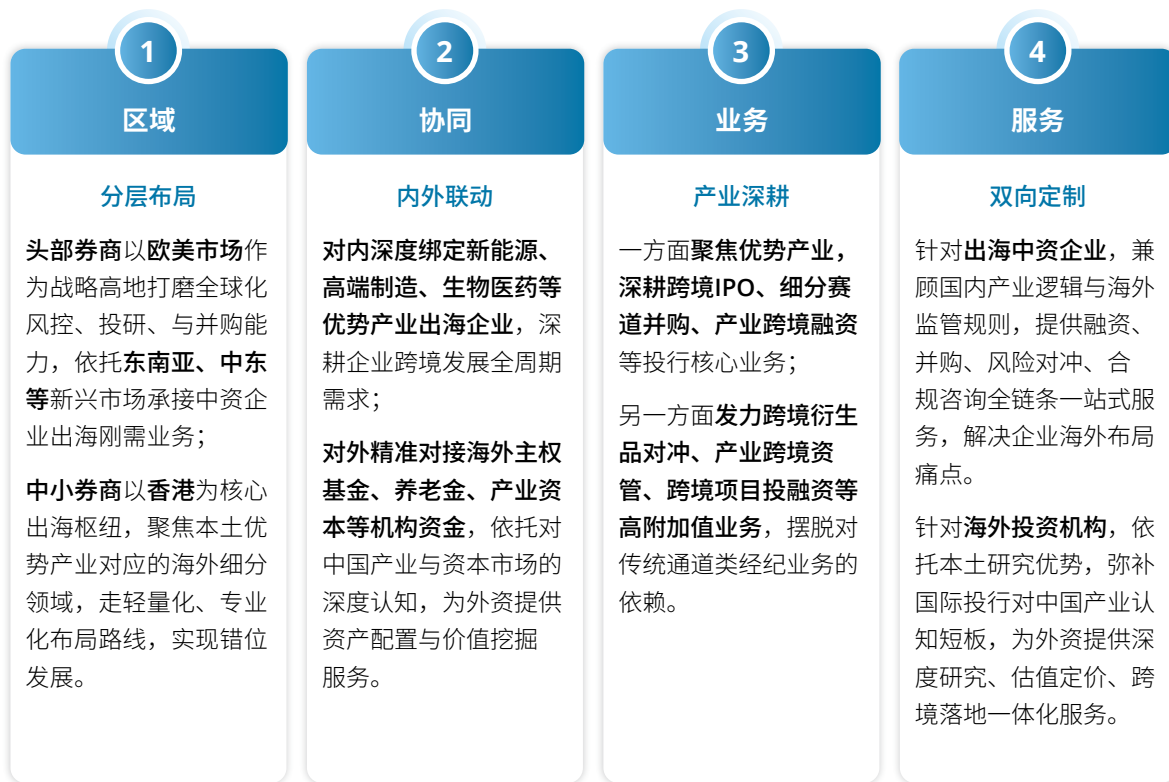 1
区域
分层布局
头部券商以欧美市场作
为战略高地打磨全球化
风控、投研、与并购能
力，依托东南亚、中东
等新兴市场承接中资企
业出海刚需业务；
中小券商以香港为核心
出海枢纽，聚焦本土优
势产业对应的海外细分
领域，走轻量化、专业
化布局路线，实现错位
发展。
2
协同
内外联动
对内深度绑定新能源、
高端制造、生物医药等
优势产业出海企业，深
耕企业跨境发展全周期
需求；
对外精准对接海外主权
基金、养老金、产业资
本等机构资金，依托对
中国产业与资本市场的
深度认知，为外资提供
资产配置与价值挖掘
服务。
3
业务
产业深耕
一方面聚焦优势产业，
深耕跨境IPO、细分赛
道并购、产业跨境融资
等投行核心业务；
另一方面发力跨境衍生
品对冲、产业跨境资
管、跨境项目投融资等
高附加值业务，摆脱对
传统通道类经纪业务的
依赖。
4
服务
双向定制
针对出海中资企业，兼
顾国内产业逻辑与海外
监管规则，提供融资、
并购、风险对冲、合
规咨询全链条一站式服
务，解决企业海外布局
痛点。
针对海外投资机构，依
托本土研究优势，弥补
国际投行对中国产业认
知短板，为外资提供深
度研究、估值定价、跨
境落地一体化服务。